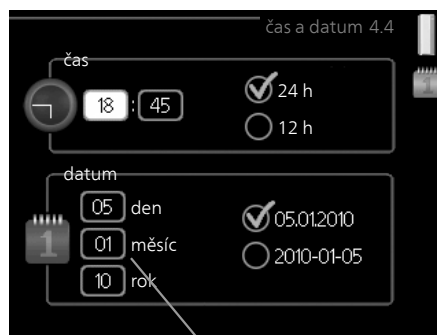 čas a datum 4.4
čas
18 : 45
24 h
12 h
datum
05 den
01 měsíc
10 rok
05.01.2010
2010-01-05
1
1